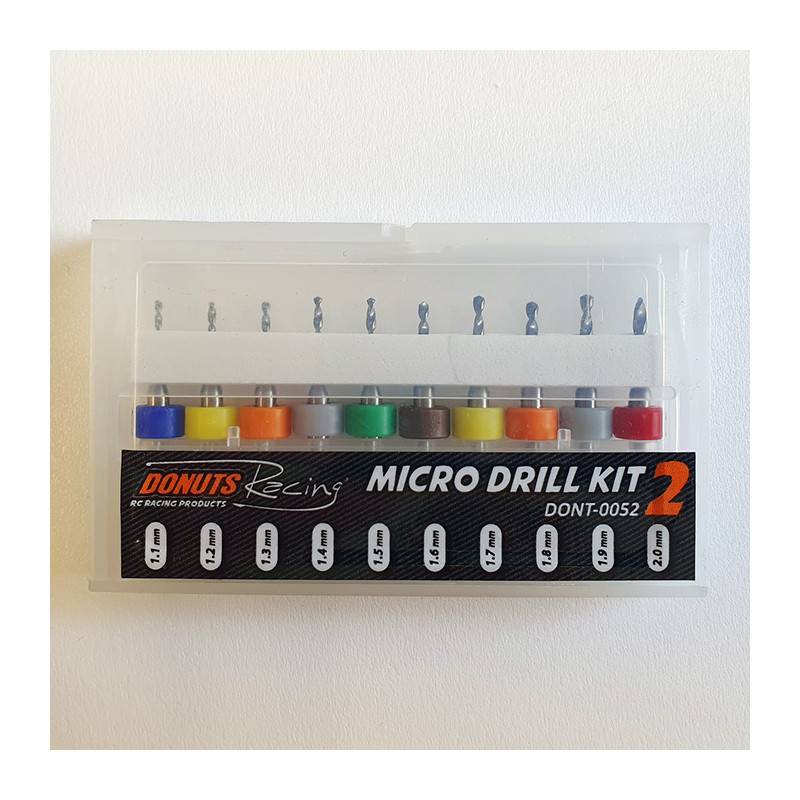 DONUTS Racing MICRO DRILL KIT 2
RC RACING PRODUCTS DONT-0052
1.1 mm 1.2 mm 1.3 mm 1.4 mm 1.5 mm 1.6 mm 1.7 mm 1.8 mm 1.9 mm 2.0 mm